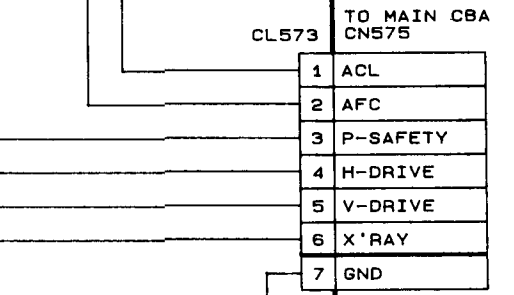 TO MAIN CBA
CL573 CN575
1 ACL
2 AFC
3 P-SAFETY
4 H-DRIVE
5 V-DRIVE
6 X'RAY
7 GND